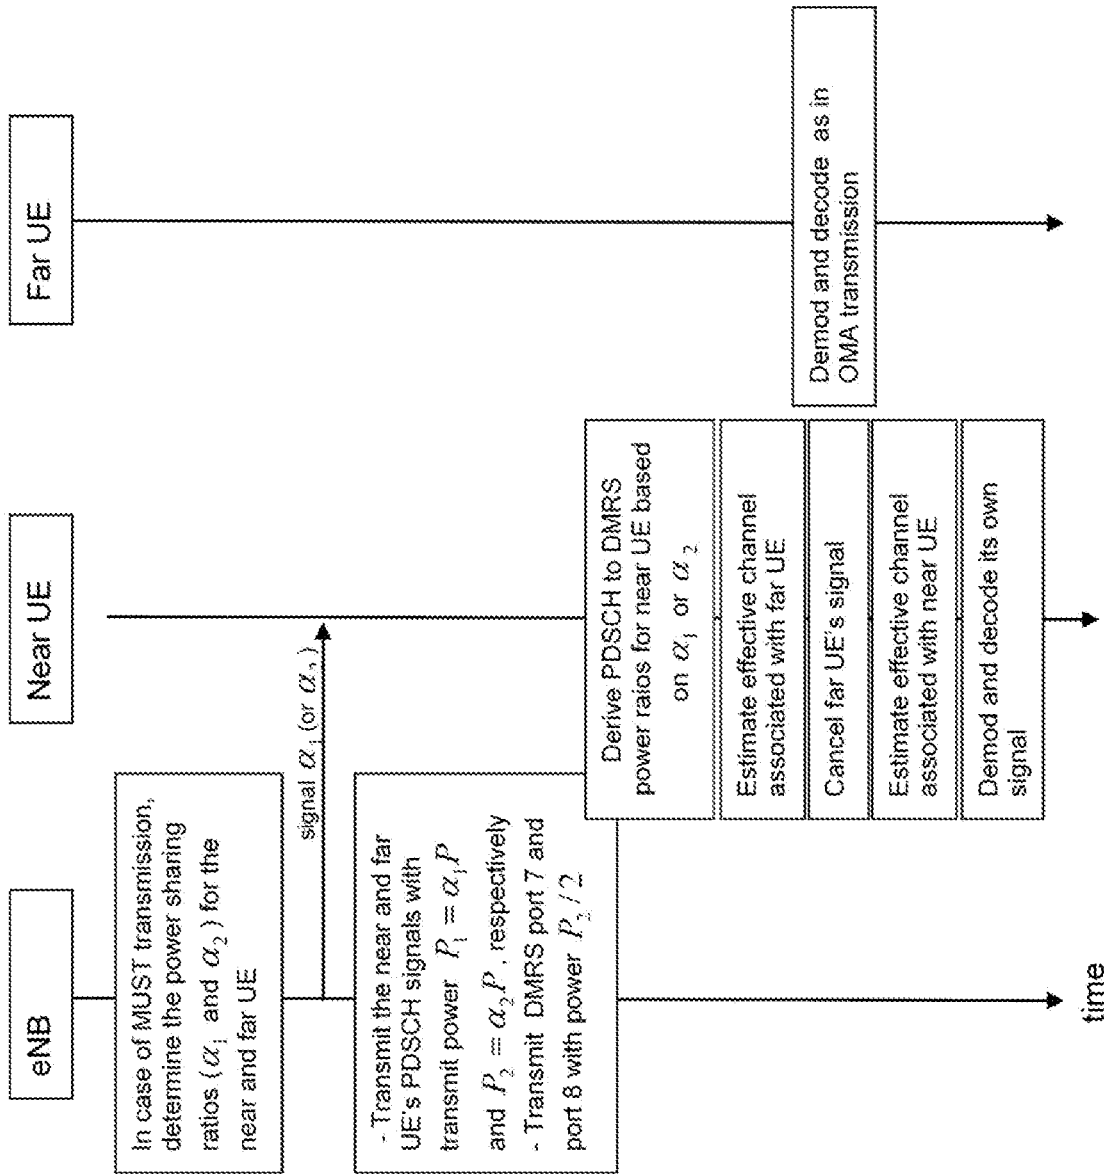 eNB
Near UE
Far UE
In case of MUST transmission,
determine the power sharing
ratios (α₁ and α₂) for the
near and far UE
signal α₁ (or α₂)
- Transmit the near and far
UE's PDSCH signals with
transmit power P₁ = α₁P
and P₂ = α₂P, respectively
- Transmit DMRS port 7 and
port 8 with power P₂/2
Derive PDSCH to DMRS
power raios for near UE based
on α₁ or α₂
Estimate effective channel
associated with far UE
Cancel far UE's signal
Estimate effective channel
associated with near UE
Demod and decode its own
signal
Demod and decode as in
OMA transmission
time